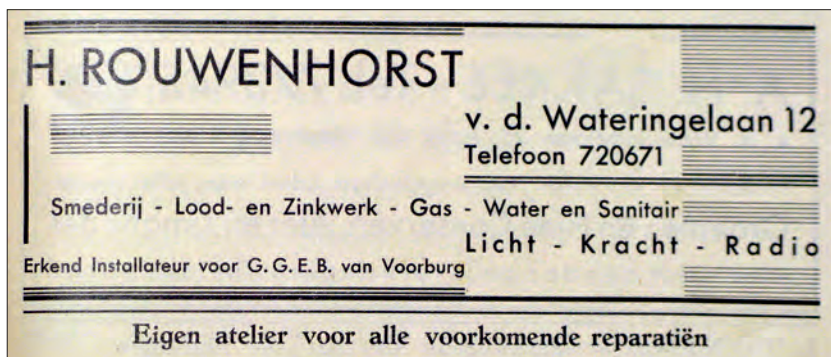 H. ROUWENHORST
v. d. Wateringelaan 12
Telefoon 720671
Smederij - Lood- en Zinkwerk - Gas - Water en Sanitair
Licht - Kracht - Radio
Erkend Installateur voor G.G.E.B. van Voorburg
Eigen atelier voor alle voorkomende reparatiën